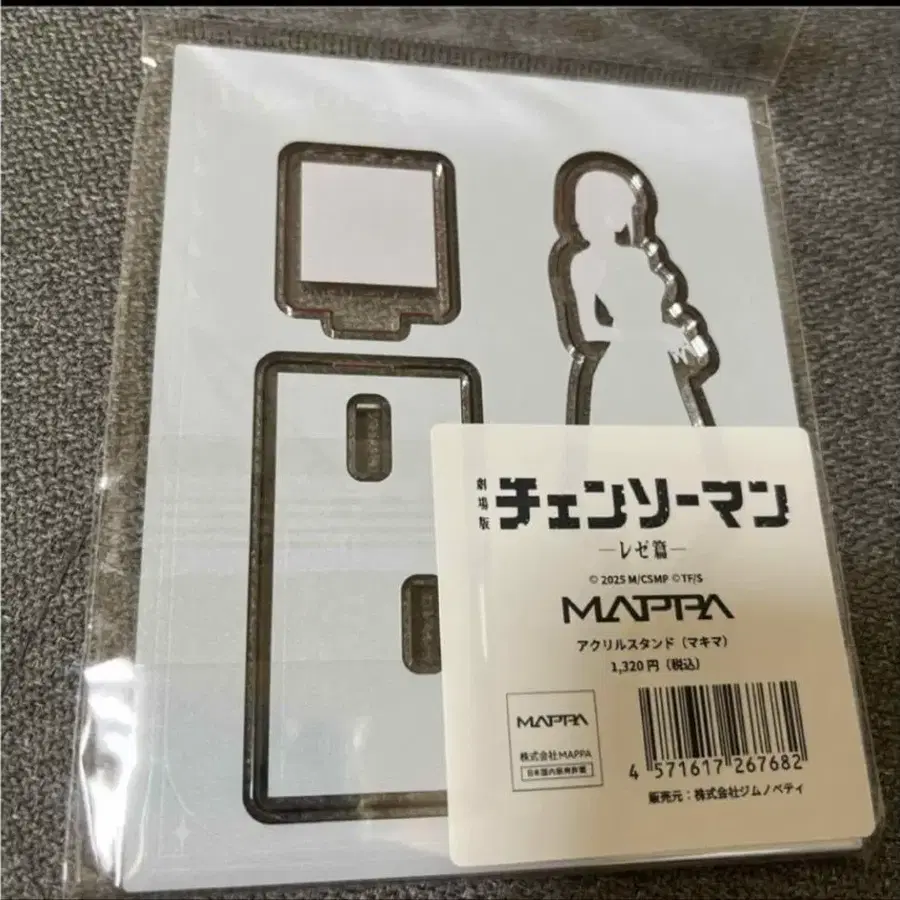 劇場版
チェンソーマン
―レゼ篇―
© 2025 M/CSMP ©TF/S
MAPPA
アクリルスタンド（マキマ）
1,320 円（税込）
MAPPA
株式会社MAPPA
日本国内販売許諾
4 571617 267682
販売元：株式会社ジムノペティ